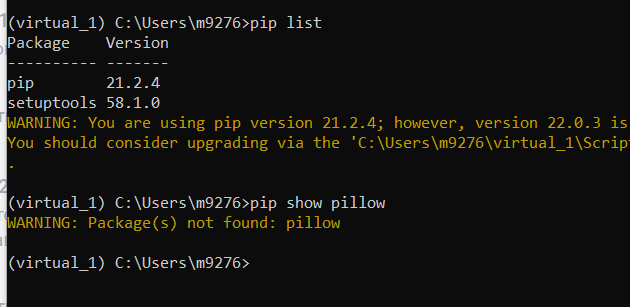 (virtual_1) C:\Users\m9276>pip list
Package    Version
---------- -------
pip        21.2.4
setuptools 58.1.0
WARNING: You are using pip version 21.2.4; however, version 22.0.3 is
You should consider upgrading via the 'C:\Users\m9276\virtual_1\Script
.
(virtual_1) C:\Users\m9276>pip show pillow
WARNING: Package(s) not found: pillow
(virtual_1) C:\Users\m9276>